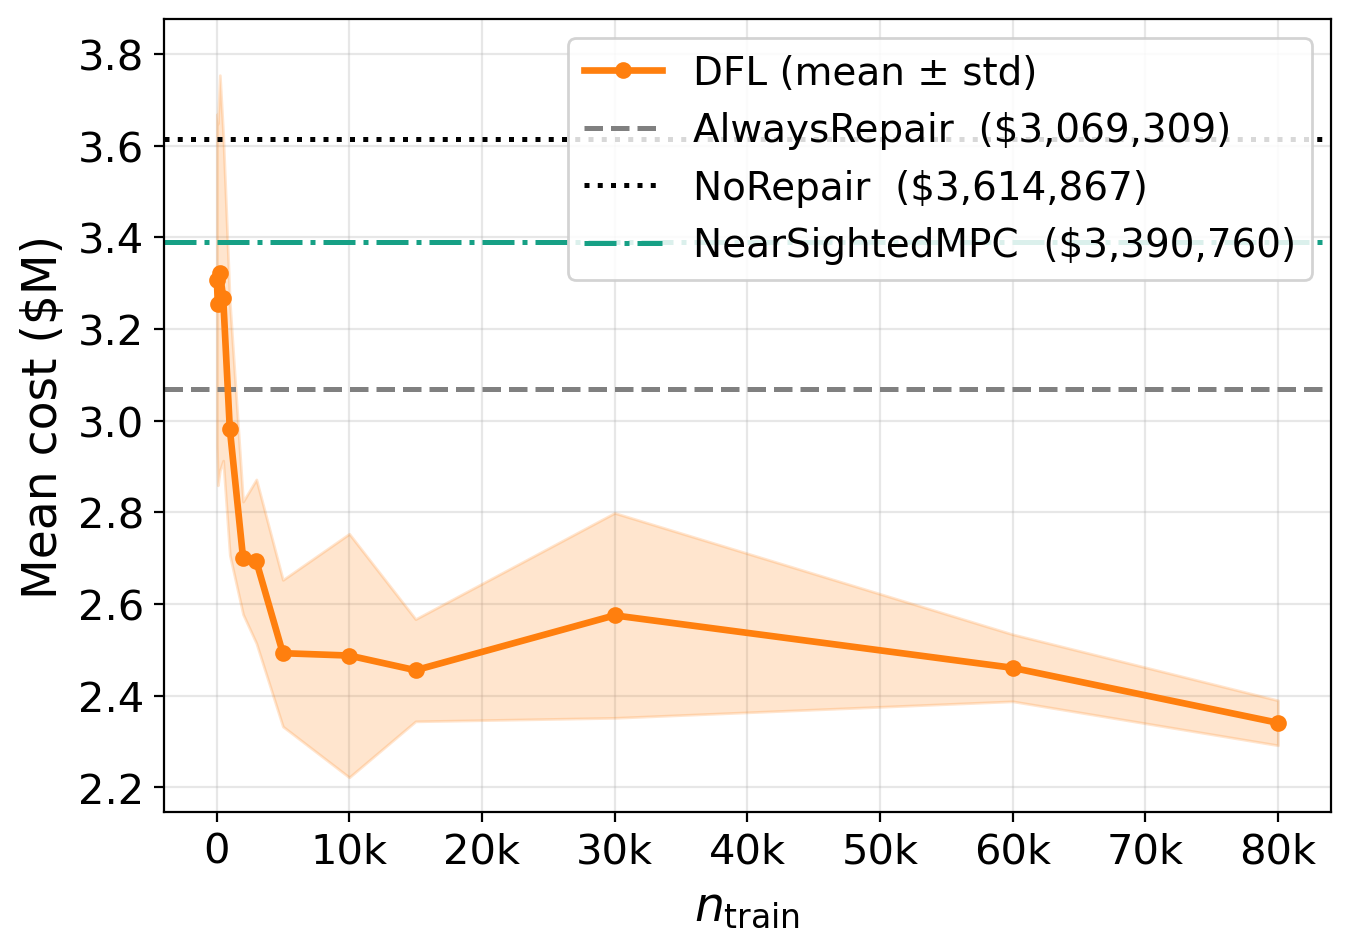 3.8
3.6
3.4
3.2
3.0
2.8
2.6
2.4
2.2
Mean cost ($M)
DFL (mean ± std)
AlwaysRepair ($3,069,309)
NoRepair ($3,614,867)
NearSightedMPC ($3,390,760)
0 10k 20k 30k 40k 50k 60k 70k 80k
n_train